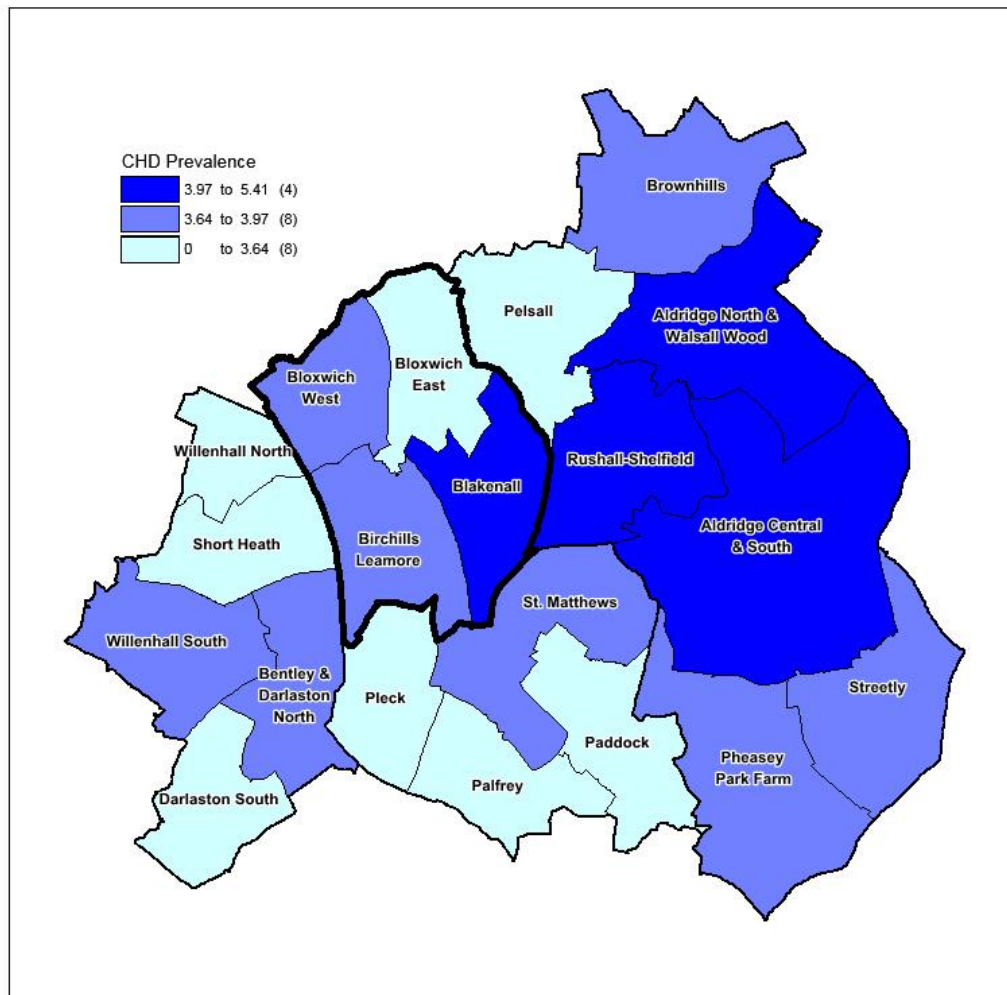 CHD Prevalence
3.97 to 5.41 (4)
3.64 to 3.97 (8)
0 to 3.64 (8)
Brownhills
Pelsall
Aldridge North &
Walsall Wood
Bloxwich
East
Bloxwich
West
Willenhall North
Rushall-Shelfield
Blakenall
Aldridge Central
& South
Short Heath
Birchills
Leamore
St. Matthews
Willenhall South
Bentley &
Darlaston
North
Pleck
Streetly
Paddock
Pheasey
Park Farm
Palfrey
Darlaston South